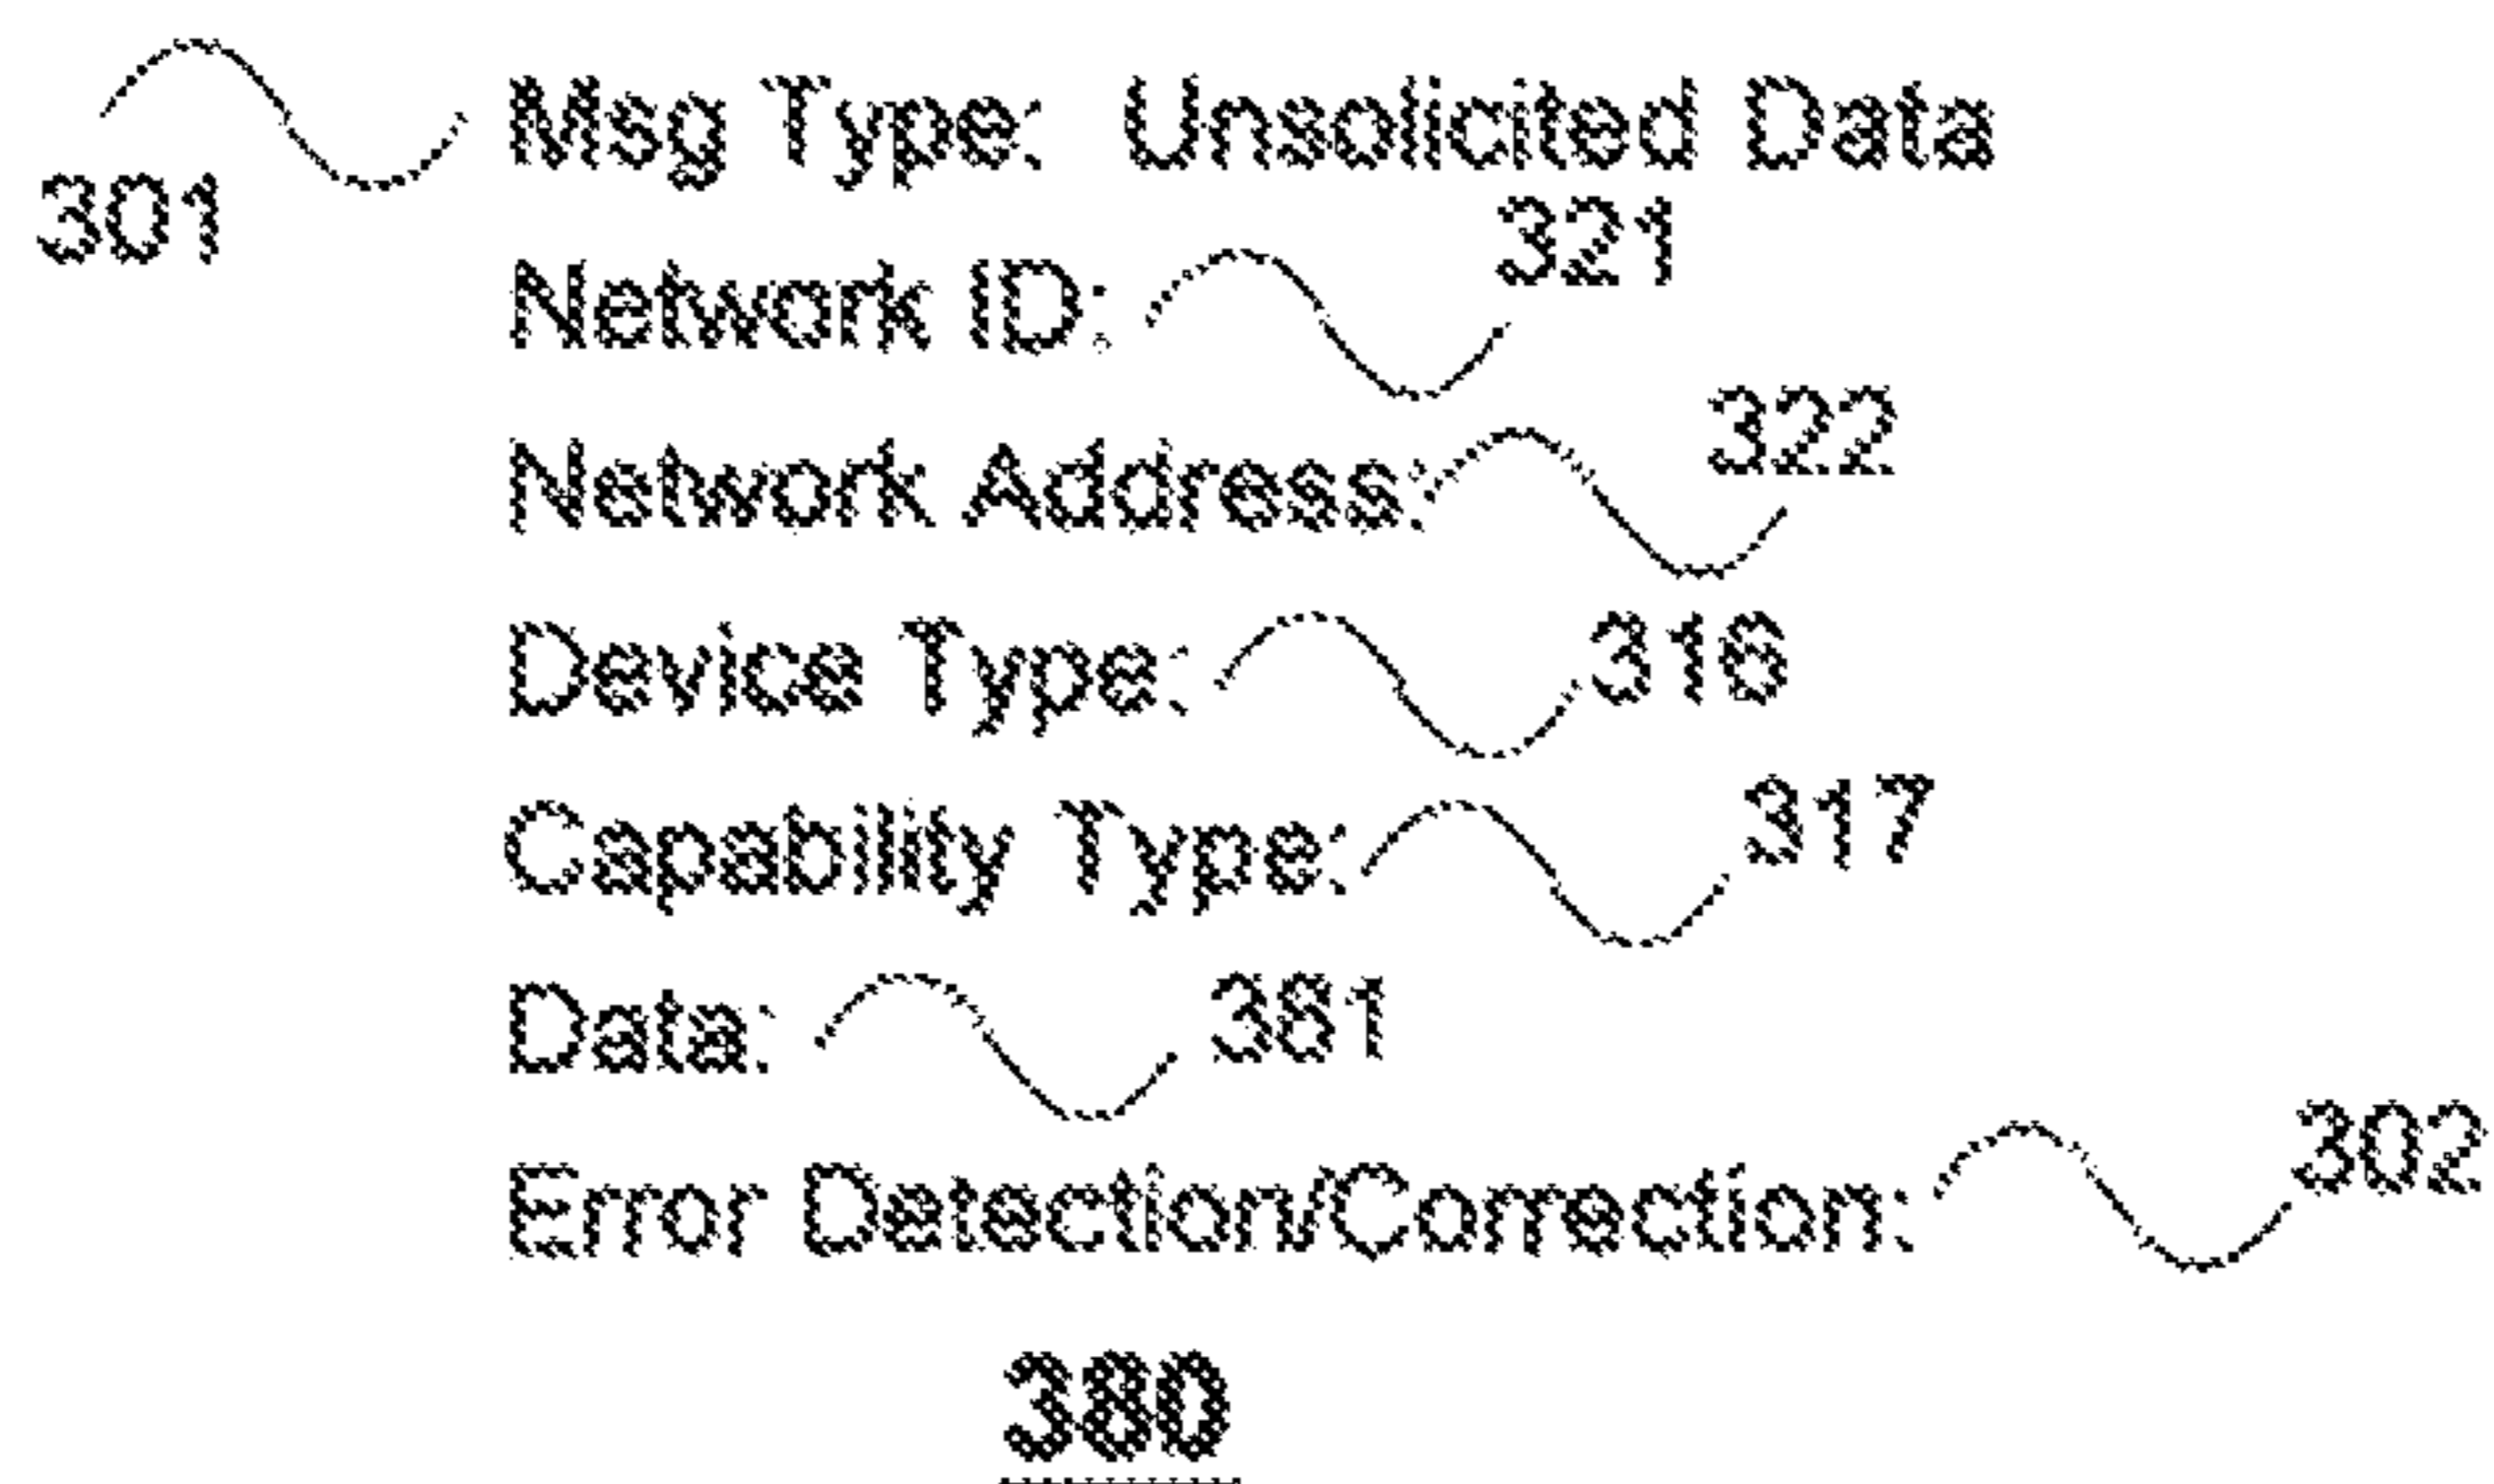 301 Msg Type: Unsolicited Data
Network ID: 321
Network Address: 322
Device Type: 316
Capability Type: 317
Data: 381
Error Detection/Correction: 302
380